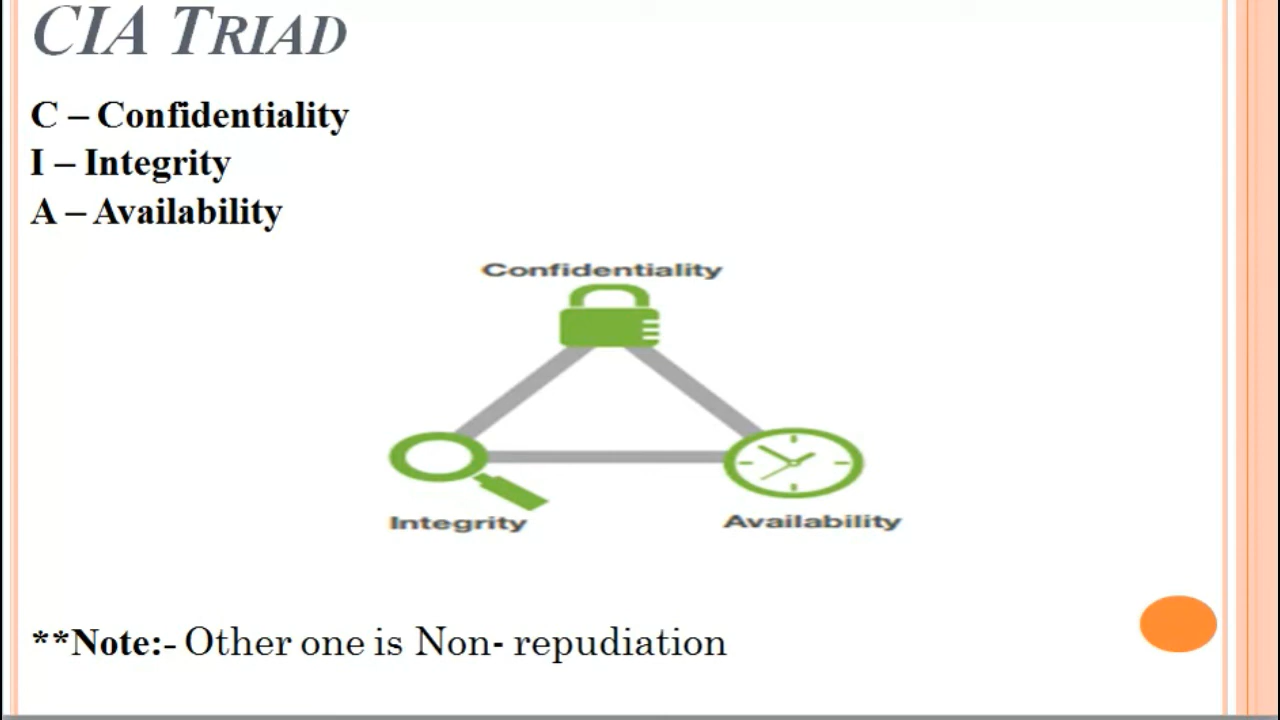 CIA TRIAD
C – Confidentiality
I – Integrity
A – Availability
Confidentiality
Integrity
Availability
**Note:- Other one is Non- repudiation